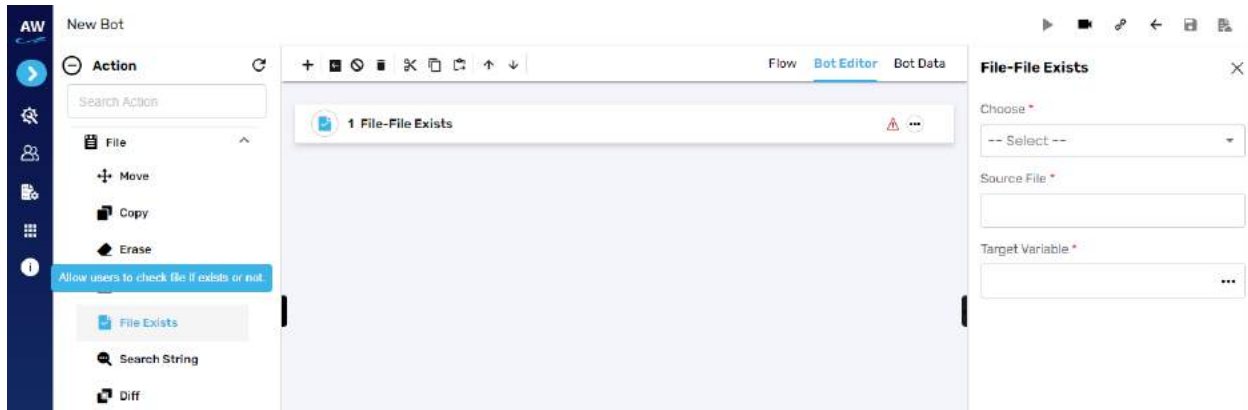 AW
New Bot
Action
Search Action
File
Move
Copy
Erase
Allow users to check file if exists or not.
File Exists
Search String
Diff
Flow Bot Editor Bot Data
1 File-File Exists
File-File Exists
Choose *
-- Select --
Source File *
Target Variable *